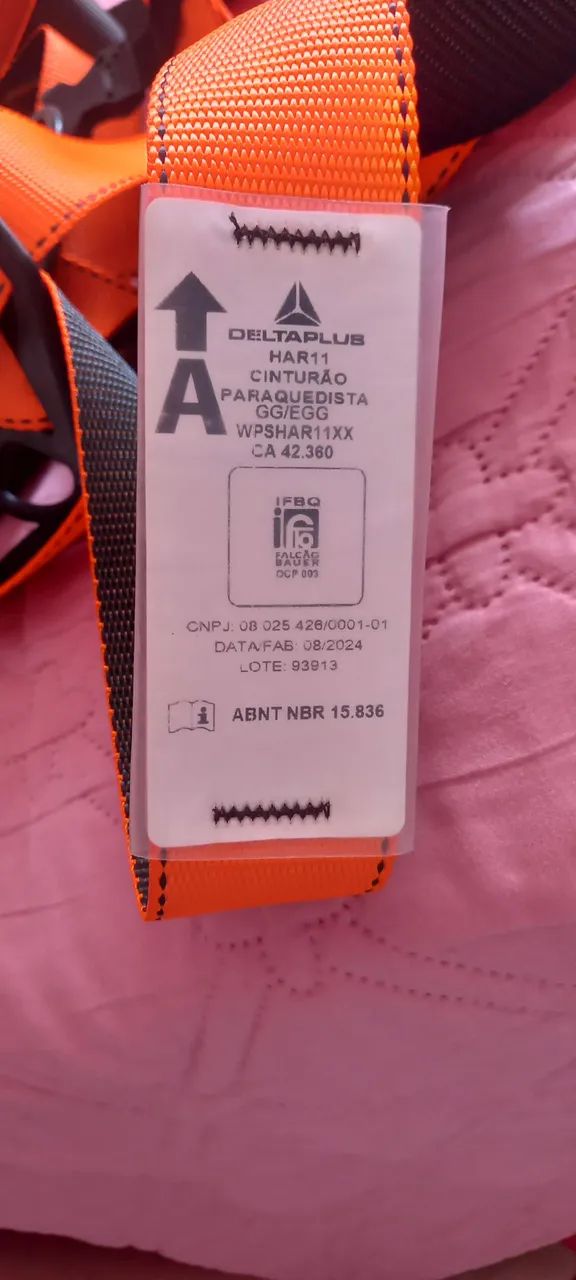 A
DELTAPLUS
HAR11
CINTURÃO
PARAQUEDISTA
GG/EGG
WPSHAR11XX
CA 42.360
IFBQ
FALCÃO
BAUER
OCP 003
CNPJ: 08 025 426/0001-01
DATA/FAB: 08/2024
LOTE: 93913
i ABNT NBR 15.836